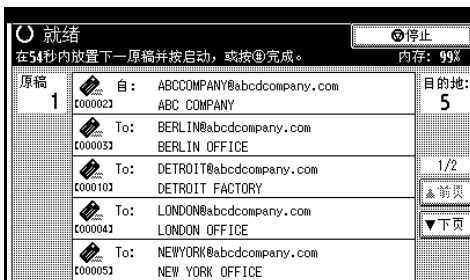 就绪
停止
在54秒内放置下一原稿并按启动，或按⊕完成。
内存: 99%
原稿
1
目的地:
5
自: ABCCOMPANY@abcdcompany.com
[00002] ABC COMPANY
To: BERLIN@abcdcompany.com
[00003] BERLIN OFFICE
To: DETROIT@abcdcompany.com
[00010] DETROIT FACTORY
To: LONDON@abcdcompany.com
[00004] LONDON OFFICE
To: NEWYORK@abcdcompany.com
[00005] NEW YORK OFFICE
1/2
▲前页
▼下页